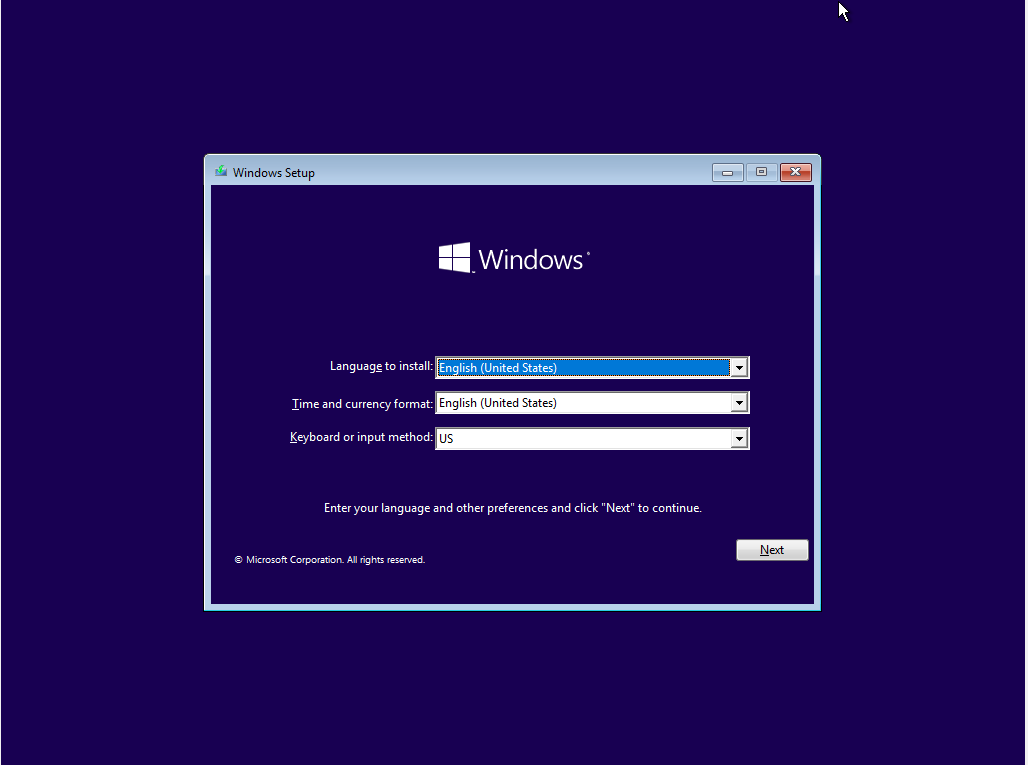 Windows Setup
Windows
Language to install: English (United States)
Time and currency format: English (United States)
Keyboard or input method: US
Enter your language and other preferences and click "Next" to continue.
Next
© Microsoft Corporation. All rights reserved.